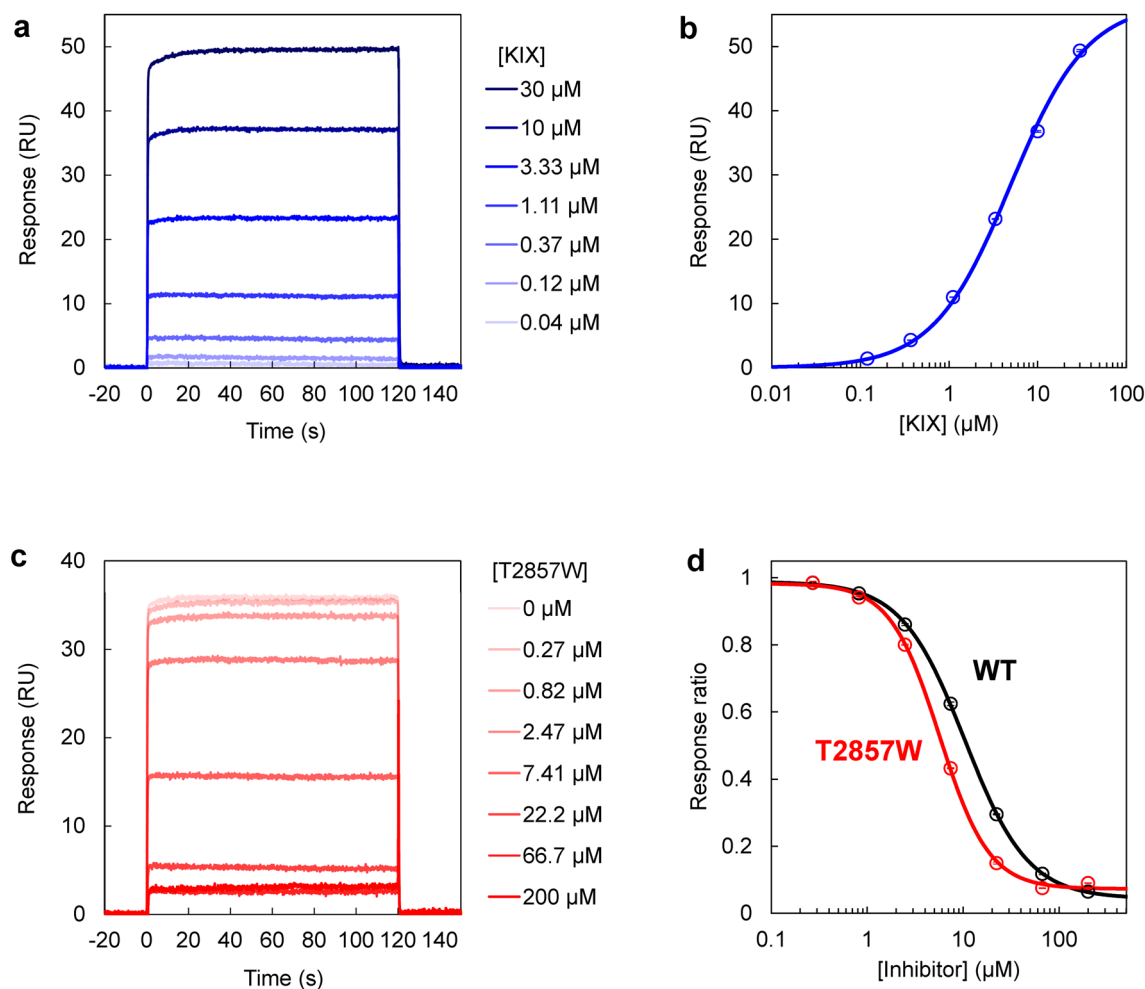 a
Response (RU)
50
40
30
20
10
0
-20 0 20 40 60 80 100 120 140
Time (s)
[KIX]
30 µM
10 µM
3.33 µM
1.11 µM
0.37 µM
0.12 µM
0.04 µM
b
Response (RU)
50
40
30
20
10
0
0.01 0.1 1 10 100
[KIX] (µM)
c
Response (RU)
40
30
20
10
0
-20 0 20 40 60 80 100 120 140
Time (s)
[T2857W]
0 µM
0.27 µM
0.82 µM
2.47 µM
7.41 µM
22.2 µM
66.7 µM
200 µM
d
Response ratio
1
0.8
0.6
0.4
0.2
0
WT
T2857W
0.1 1 10 100
[Inhibitor] (µM)